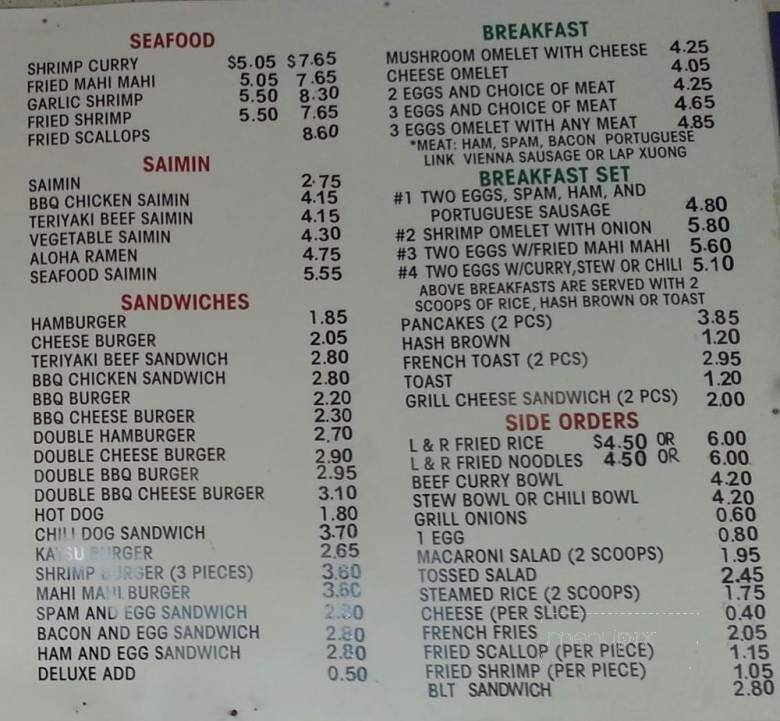 SEAFOOD
SHRIMP CURRY $5.05 $7.65
FRIED MAHI MAHI 5.05 7.65
GARLIC SHRIMP 5.50 8.30
FRIED SHRIMP 5.50 7.65
FRIED SCALLOPS 8.60
SAIMIN
SAIMIN 2.75
BBQ CHICKEN SAIMIN 4.15
TERIYAKI BEEF SAIMIN 4.15
VEGETABLE SAIMIN 4.30
ALOHA RAMEN 4.75
SEAFOOD SAIMIN 5.55
SANDWICHES
HAMBURGER 1.85
CHEESE BURGER 2.05
TERIYAKI BEEF SANDWICH 2.80
BBQ CHICKEN SANDWICH 2.80
BBQ BURGER 2.20
BBQ CHEESE BURGER 2.30
DOUBLE HAMBURGER 2.70
DOUBLE CHEESE BURGER 2.90
DOUBLE BBQ BURGER 2.95
DOUBLE BBQ CHEESE BURGER 3.10
HOT DOG 1.80
CHILI DOG SANDWICH 3.70
KATSU BURGER 2.65
SHRIMP BURGER (3 PIECES) 3.60
MAHI MAHI BURGER 3.60
SPAM AND EGG SANDWICH 2.80
BACON AND EGG SANDWICH 2.80
HAM AND EGG SANDWICH 2.80
DELUXE ADD 0.50
BREAKFAST
MUSHROOM OMELET WITH CHEESE 4.25
CHEESE OMELET 4.05
2 EGGS AND CHOICE OF MEAT 4.25
3 EGGS AND CHOICE OF MEAT 4.65
3 EGGS OMELET WITH ANY MEAT 4.85
*MEAT: HAM, SPAM, BACON PORTUGUESE
LINK VIENNA SAUSAGE OR LAP XUONG
BREAKFAST SET
#1 TWO EGGS, SPAM, HAM, AND
PORTUGUESE SAUSAGE 4.80
#2 SHRIMP OMELET WITH ONION 5.80
#3 TWO EGGS W/FRIED MAHI MAHI 5.60
#4 TWO EGGS W/CURRY,STEW OR CHILI 5.10
ABOVE BREAKFASTS ARE SERVED WITH 2
SCOOPS OF RICE, HASH BROWN OR TOAST
PANCAKES (2 PCS) 3.85
HASH BROWN 1.20
FRENCH TOAST (2 PCS) 2.95
TOAST 1.20
GRILL CHEESE SANDWICH (2 PCS) 2.00
SIDE ORDERS
L & R FRIED RICE $4.50 OR 6.00
L & R FRIED NOODLES 4.50 OR 6.00
BEEF CURRY BOWL 4.20
STEW BOWL OR CHILI BOWL 4.20
GRILL ONIONS 0.60
1 EGG 0.80
MACARONI SALAD (2 SCOOPS) 1.95
TOSSED SALAD 2.45
STEAMED RICE (2 SCOOPS) 1.75
CHEESE (PER SLICE) 0.40
FRENCH FRIES 2.05
menupix
FRIED SCALLOP (PER PIECE) 1.15
FRIED SHRIMP (PER PIECE) 1.05
BLT SANDWICH 2.80